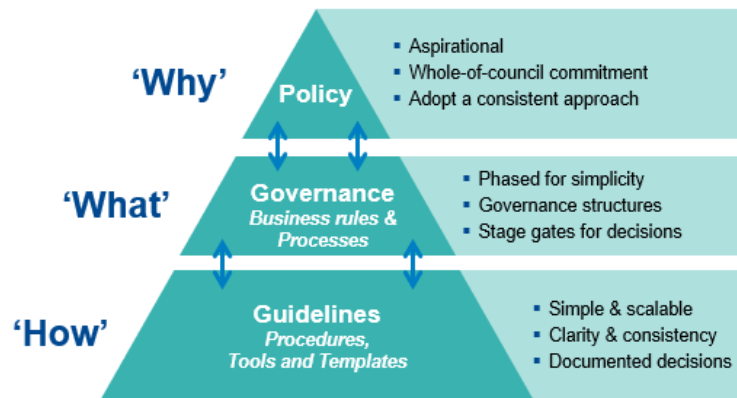 ‘Why’
Policy
▪ Aspirational
▪ Whole-of-council commitment
▪ Adopt a consistent approach
‘What’
Governance
Business rules &
Processes
▪ Phased for simplicity
▪ Governance structures
▪ Stage gates for decisions
‘How’
Guidelines
Procedures,
Tools and Templates
▪ Simple & scalable
▪ Clarity & consistency
▪ Documented decisions